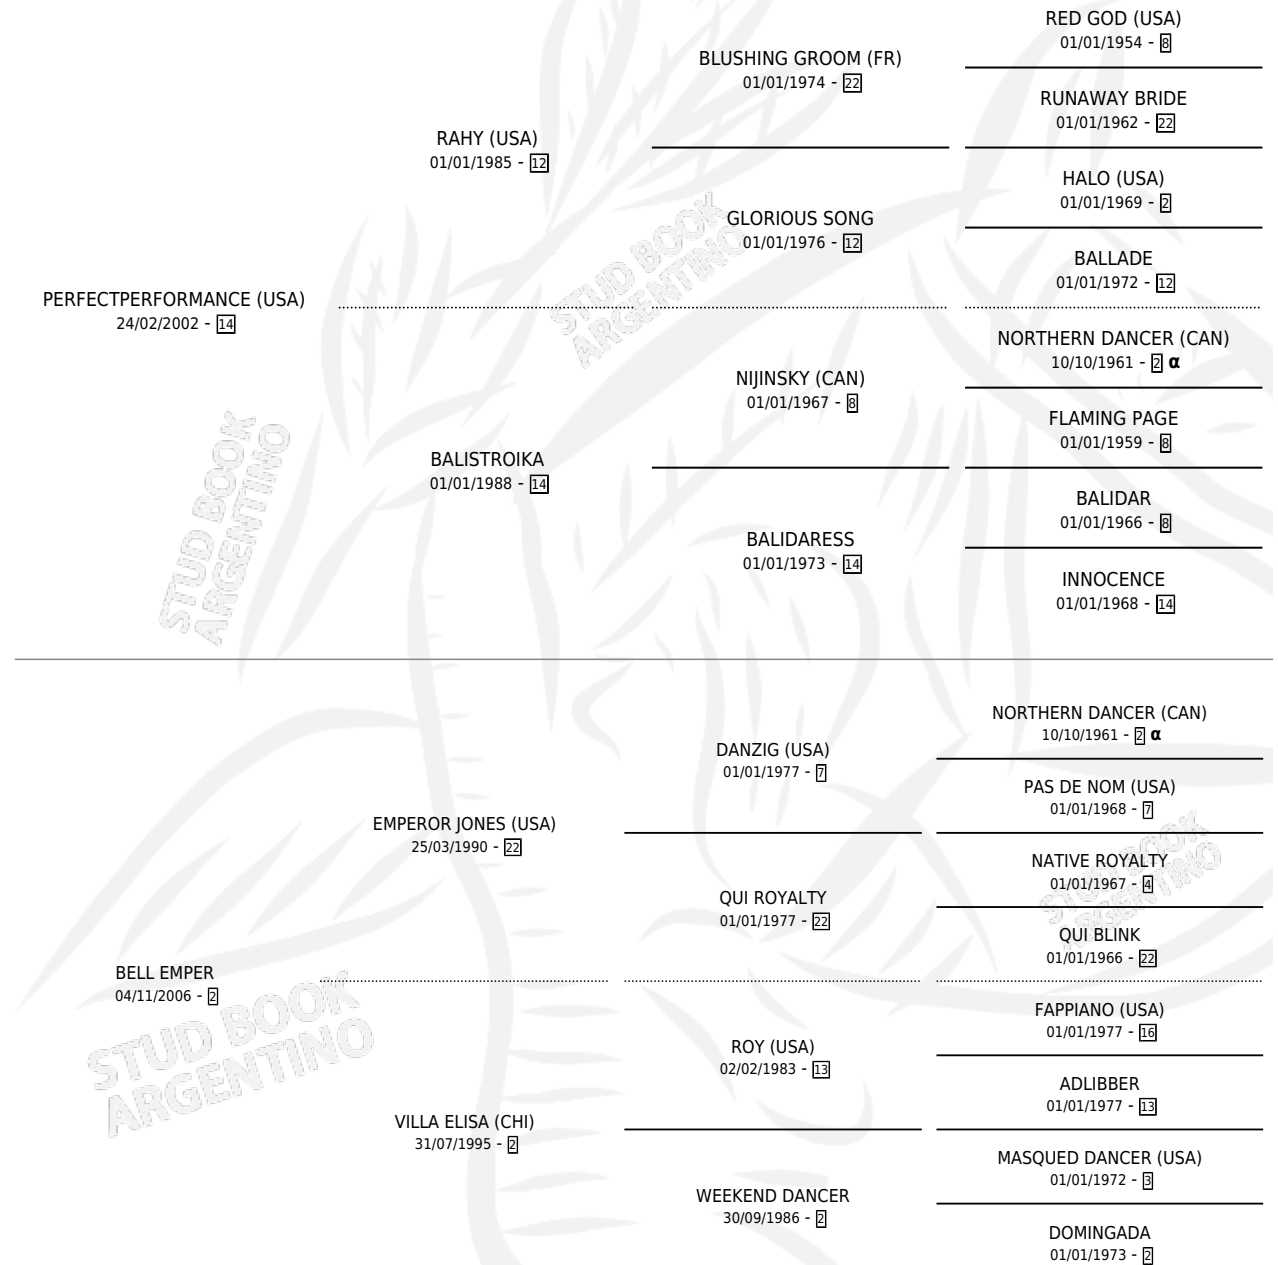 RED GOD (USA)
01/01/1954 - 8
BLUSHING GROOM (FR)
01/01/1974 - 22
RUNAWAY BRIDE
01/01/1962 - 22
RAHY (USA)
01/01/1985 - 12
HALO (USA)
01/01/1969 - 2
GLORIOUS SONG
01/01/1976 - 12
BALLADE
01/01/1972 - 12
PERFECTPERFORMANCE (USA)
24/02/2002 - 14
NORTHERN DANCER (CAN)
10/10/1961 - 2 α
NIJINSKY (CAN)
01/01/1967 - 8
FLAMING PAGE
01/01/1959 - 8
BALISTROIKA
01/01/1988 - 14
BALIDAR
01/01/1966 - 8
BALIDARESS
01/01/1973 - 14
INNOCENCE
01/01/1968 - 14
NORTHERN DANCER (CAN)
10/10/1961 - 2 α
DANZIG (USA)
01/01/1977 - 7
PAS DE NOM (USA)
01/01/1968 - 7
EMPEROR JONES (USA)
25/03/1990 - 22
NATIVE ROYALTY
01/01/1967 - 4
QUI ROYALTY
01/01/1977 - 22
QUI BLINK
01/01/1966 - 22
BELL EMPER
04/11/2006 - 2
FAPPIANO (USA)
01/01/1977 - 16
ROY (USA)
02/02/1983 - 13
ADLIBBER
01/01/1977 - 13
VILLA ELISA (CHI)
31/07/1995 - 2
MASQUED DANCER (USA)
01/01/1972 - 3
WEEKEND DANCER
30/09/1986 - 2
DOMINGADA
01/01/1973 - 2
STUD BOOK
ARGENTINO
STUD BOOK
ARGENTINO
STUD BOOK
ARGENTINO
STUD BOOK
ARGENTINO